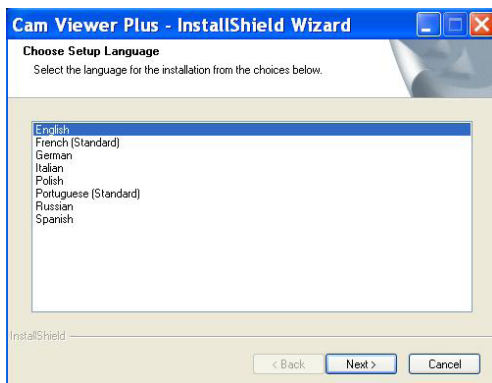 Cam Viewer Plus - InstallShield Wizard
Choose Setup Language
Select the language for the installation from the choices below.
English
French (Standard)
German
Italian
Polish
Portuguese (Standard)
Russian
Spanish
InstallShield
< Back Next > Cancel